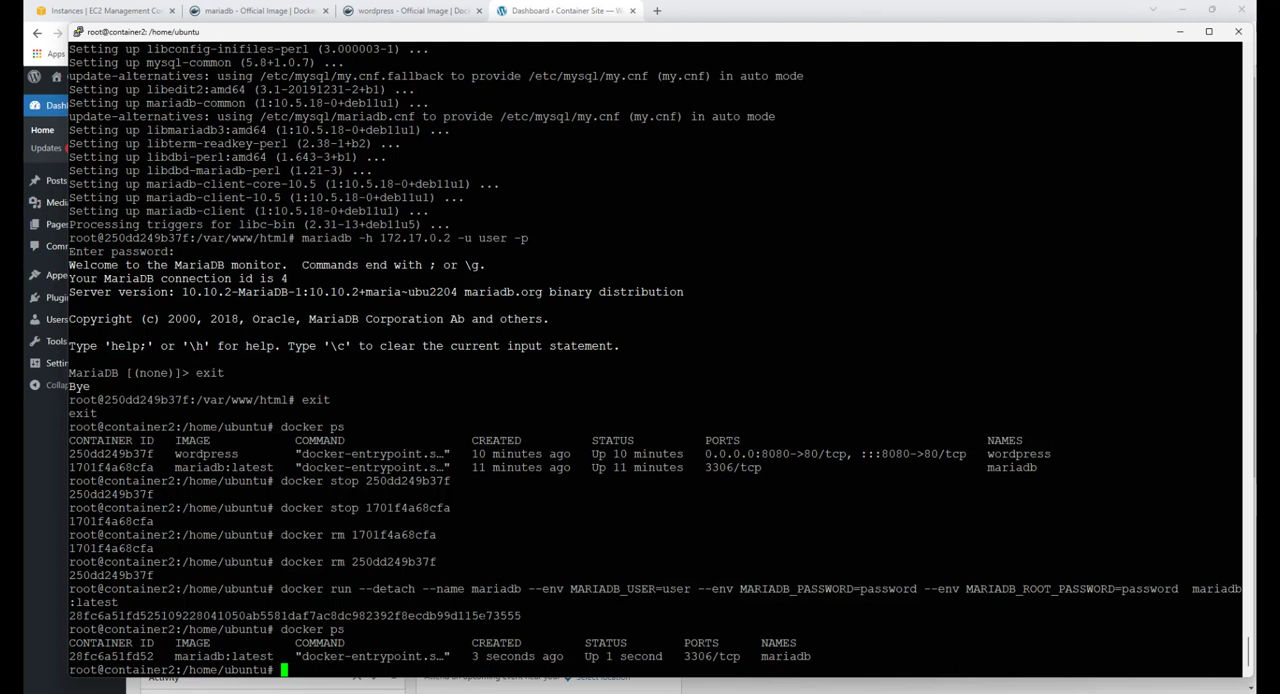 Instances | EC2 Management Co
mariadb - Official Image | Docke
wordpress - Official Image | Doc
Dashboard ‹ Container Site — W
Apps
root@container2: /home/ubuntu
Dashl
Home
Updates
Posts
Medi
Pages
Comm
Appe
Plugin
Users
Tools
Settin
Collap
Setting up libconfig-inifiles-perl (3.000003-1) ...
Setting up mysql-common (5.8+1.0.7) ...
update-alternatives: using /etc/mysql/my.cnf.fallback to provide /etc/mysql/my.cnf (my.cnf) in auto mode
Setting up libedit2:amd64 (3.1-20191231-2+b1) ...
Setting up mariadb-common (1:10.5.18-0+deb11u1) ...
update-alternatives: using /etc/mysql/mariadb.cnf to provide /etc/mysql/my.cnf (my.cnf) in auto mode
Setting up libmariadb3:amd64 (1:10.5.18-0+deb11u1) ...
Setting up libterm-readkey-perl (2.38-1+b2) ...
Setting up libdbi-perl:amd64 (1.643-3+b1) ...
Setting up libdbd-mariadb-perl (1.21-3) ...
Setting up mariadb-client-core-10.5 (1:10.5.18-0+deb11u1) ...
Setting up mariadb-client-10.5 (1:10.5.18-0+deb11u1) ...
Setting up mariadb-client (1:10.5.18-0+deb11u1) ...
Processing triggers for libc-bin (2.31-13+deb11u5) ...
root@250dd249b37f:/var/www/html# mariadb -h 172.17.0.2 -u user -p
Enter password:
Welcome to the MariaDB monitor.  Commands end with ; or \g.
Your MariaDB connection id is 4
Server version: 10.10.2-MariaDB-1:10.10.2+maria~ubu2204 mariadb.org binary distribution
Copyright (c) 2000, 2018, Oracle, MariaDB Corporation Ab and others.
Type 'help;' or '\h' for help. Type '\c' to clear the current input statement.
MariaDB [(none)]> exit
Bye
root@250dd249b37f:/var/www/html# exit
exit
root@container2:/home/ubuntu# docker ps
CONTAINER ID   IMAGE            COMMAND                  CREATED          STATUS          PORTS                                   NAMES
250dd249b37f   wordpress        "docker-entrypoint.s…"   10 minutes ago   Up 10 minutes   0.0.0.0:8080->80/tcp, :::8080->80/tcp   wordpress
1701f4a68cfa   mariadb:latest   "docker-entrypoint.s…"   11 minutes ago   Up 11 minutes   3306/tcp                                mariadb
root@container2:/home/ubuntu# docker stop 250dd249b37f
250dd249b37f
root@container2:/home/ubuntu# docker stop 1701f4a68cfa
1701f4a68cfa
root@container2:/home/ubuntu# docker rm 1701f4a68cfa
1701f4a68cfa
root@container2:/home/ubuntu# docker rm 250dd249b37f
250dd249b37f
root@container2:/home/ubuntu# docker run --detach --name mariadb --env MARIADB_USER=user --env MARIADB_PASSWORD=password --env MARIADB_ROOT_PASSWORD=password  mariadb
:latest
28fc6a51fd525109228041050ab5581daf7ac8dc982392f8ecdb99d115e73555
root@container2:/home/ubuntu# docker ps
CONTAINER ID   IMAGE            COMMAND                  CREATED         STATUS        PORTS      NAMES
28fc6a51fd52   mariadb:latest   "docker-entrypoint.s…"   3 seconds ago   Up 1 second   3306/tcp   mariadb
root@container2:/home/ubuntu#